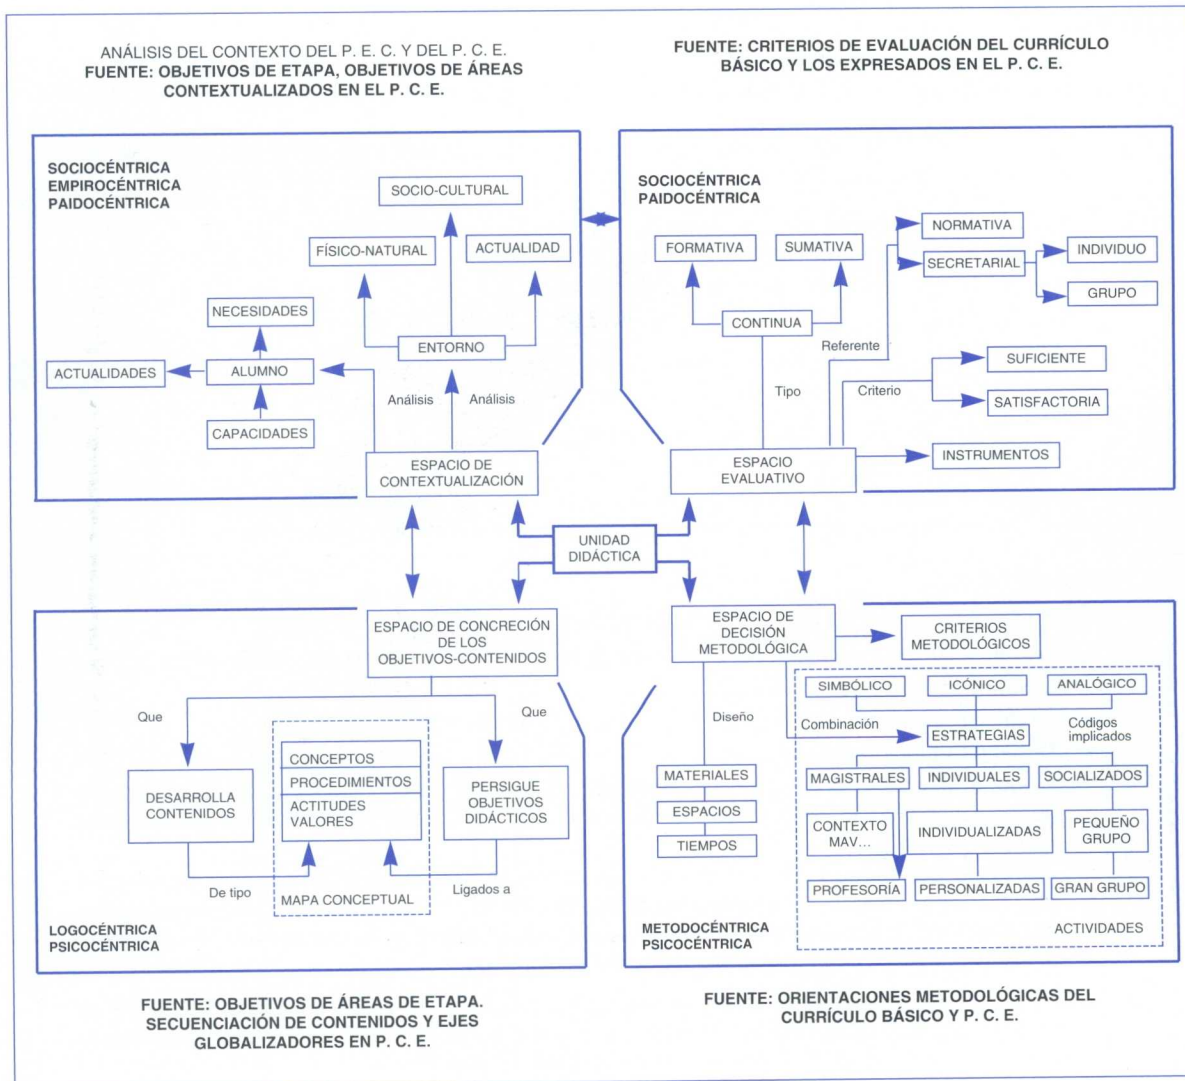 ANÁLISIS DEL CONTEXTO DEL P. E. C. Y DEL P. C. E.
FUENTE: OBJETIVOS DE ETAPA, OBJETIVOS DE ÁREAS
CONTEXTUALIZADOS EN EL P. C. E.
FUENTE: CRITERIOS DE EVALUACIÓN DEL CURRÍCULO
BÁSICO Y LOS EXPRESADOS EN EL P. C. E.
SOCIOCÉNTRICA
EMPIROCÉNTRICA
PAIDOCÉNTRICA
SOCIO-CULTURAL
FÍSICO-NATURAL
ACTUALIDAD
NECESIDADES
ENTORNO
ACTUALIDADES
ALUMNO
Análisis
Análisis
CAPACIDADES
ESPACIO DE
CONTEXTUALIZACIÓN
SOCIOCÉNTRICA
PAIDOCÉNTRICA
NORMATIVA
FORMATIVA
SUMATIVA
SECRETARIAL
INDIVIDUO
GRUPO
CONTINUA
Referente
SUFICIENTE
Tipo
Criterio
SATISFACTORIA
INSTRUMENTOS
ESPACIO
EVALUATIVO
UNIDAD
DIDÁCTICA
ESPACIO DE CONCRECIÓN
DE LOS
OBJETIVOS-CONTENIDOS
Que
Que
CONCEPTOS
PROCEDIMIENTOS
ACTITUDES
VALORES
DESARROLLA
CONTENIDOS
PERSIGUE
OBJETIVOS
DIDÁCTICOS
De tipo
MAPA CONCEPTUAL
Ligados a
LOGOCÉNTRICA
PSICOCÉNTRICA
ESPACIO DE
DECISIÓN
METODOLÓGICA
CRITERIOS
METODOLÓGICOS
SIMBÓLICO
ICÓNICO
ANALÓGICO
Diseño
Combinación
Códigos
implicados
ESTRATEGIAS
MATERIALES
MAGISTRALES
INDIVIDUALES
SOCIALIZADOS
ESPACIOS
CONTEXTO
MAV...
INDIVIDUALIZADAS
PEQUEÑO
GRUPO
TIEMPOS
PROFESORÍA
PERSONALIZADAS
GRAN GRUPO
METODOCÉNTRICA
PSICOCÉNTRICA
ACTIVIDADES
FUENTE: OBJETIVOS DE ÁREAS DE ETAPA.
SECUENCIACIÓN DE CONTENIDOS Y EJES
GLOBALIZADORES EN P. C. E.
FUENTE: ORIENTACIONES METODOLÓGICAS DEL
CURRÍCULO BÁSICO Y P. C. E.